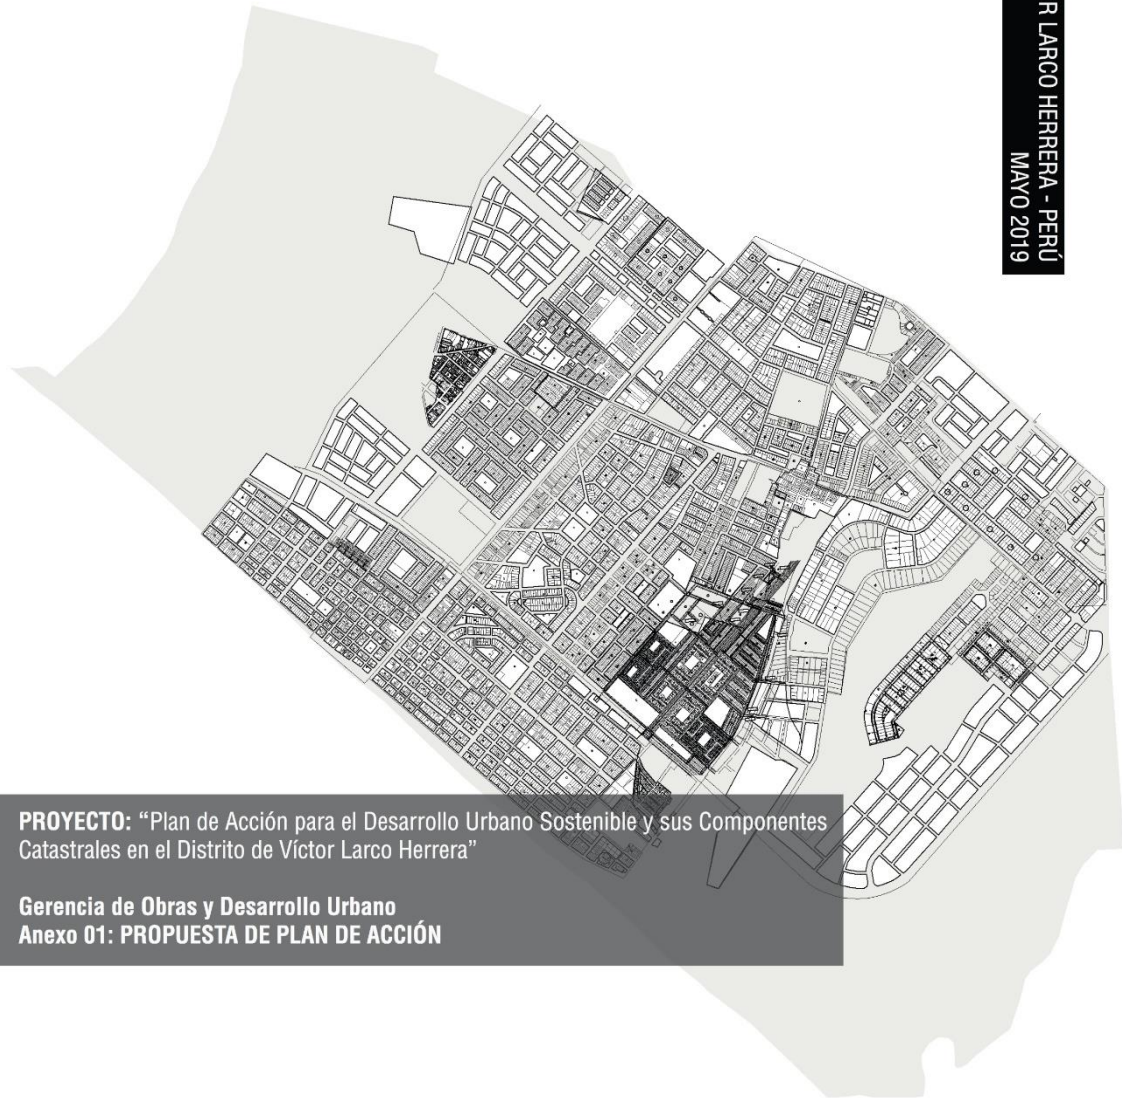 R LARCO HERRERA - PERÚ
MAYO 2019
PROYECTO: “Plan de Acción para el Desarrollo Urbano Sostenible y sus Componentes
Catastrales en el Distrito de Víctor Larco Herrera”
Gerencia de Obras y Desarrollo Urbano
Anexo 01: PROPUESTA DE PLAN DE ACCIÓN